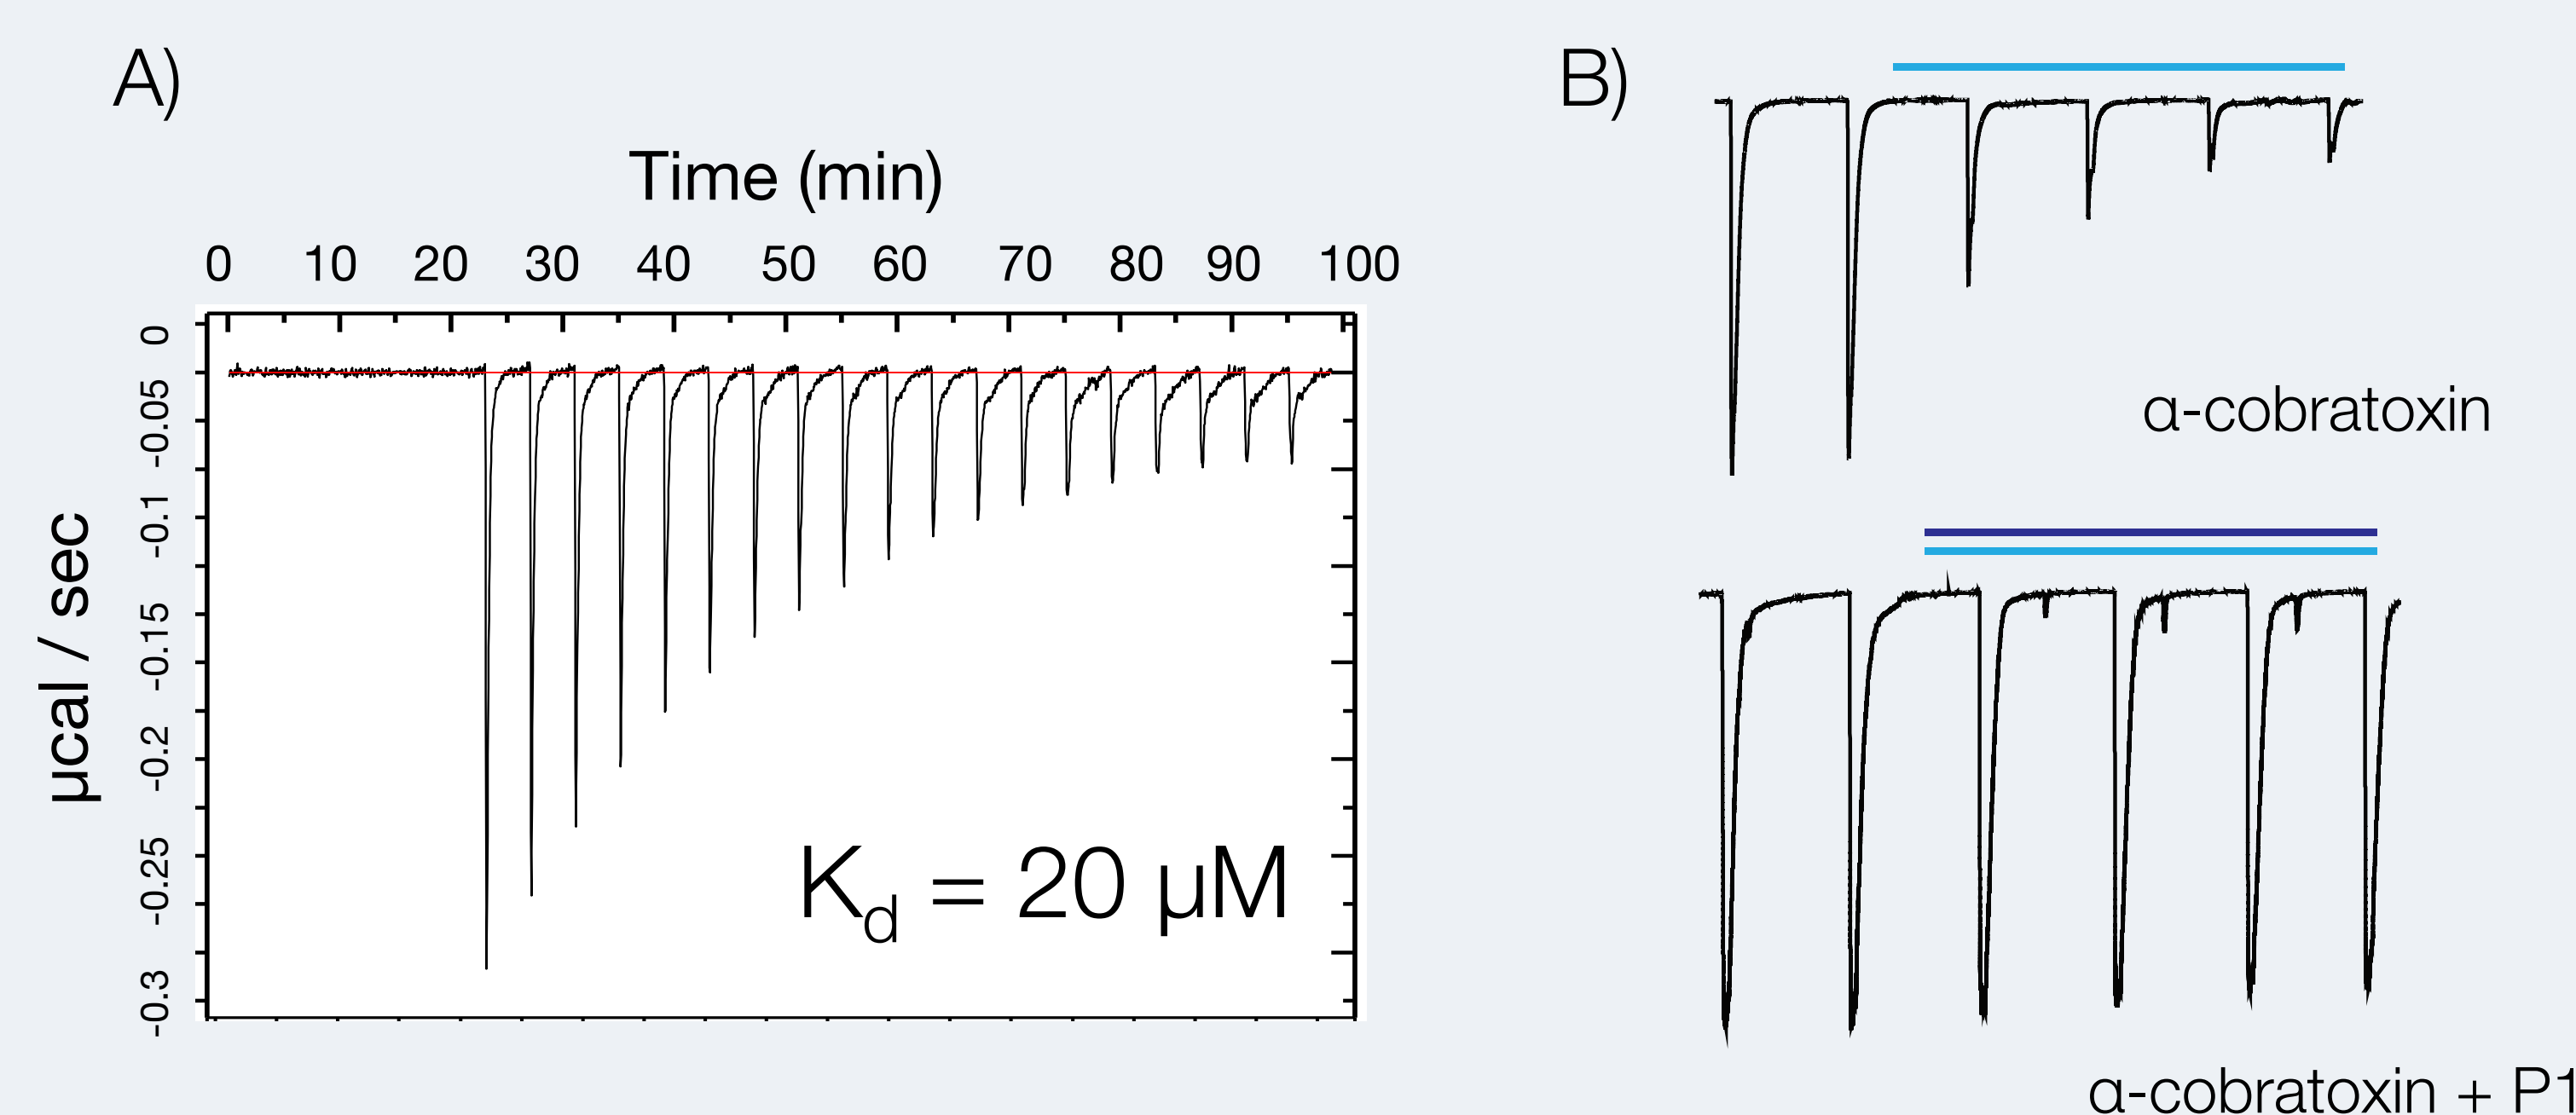 A)
Time (min)
0 10 20 30 40 50 60 70 80 90 100
µcal / sec
0
-0.05
-0.1
-0.15
-0.2
-0.25
-0.3
Kd = 20 µM
B)
α-cobratoxin
α-cobratoxin + P1